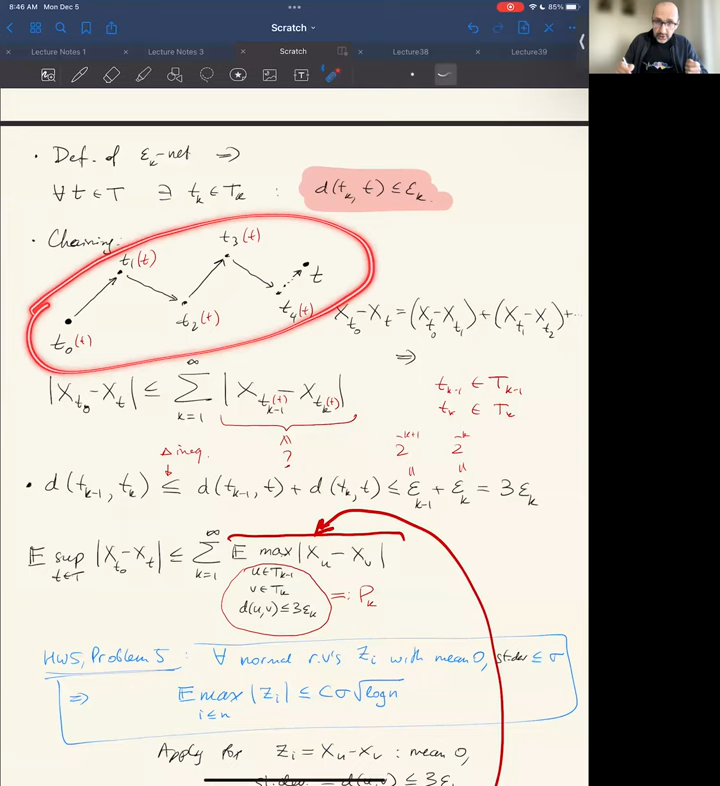 8:46 AM Mon Dec 5
85%
Scratch
Lecture Notes 1
Lecture Notes 3
Scratch
Lecture38
Lecture39
• Def. of ε_k-net ⇒
∀ t ∈ T ∃ t_k ∈ T_k : d(t_k, t) ≤ ε_k.
• Chaining:
t_1(t) t_3(t) t
t_0(t) t_2(t) t_4(t)
X_{t_0} - X_t = (X_{t_0} - X_{t_1}) + (X_{t_1} - X_{t_2}) + ...
⇒
|X_{t_0} - X_t| ≤ Σ_{k=1}^{∞} |X_{t_{k-1}(t)} - X_{t_k(t)}|
t_{k-1} ∈ T_{k-1}
t_k ∈ T_k
Δ ineq. ?
2^{-k+1} 2^{-k}
• d(t_{k-1}, t_k) ≤ d(t_{k-1}, t) + d(t_k, t) ≤ ε_{k-1} + ε_k = 3ε_k
E sup_{t∈T} |X_{t_0} - X_t| ≤ Σ_{k=1}^{∞} E max |X_u - X_v|
u ∈ T_{k-1}
v ∈ T_k
d(u,v) ≤ 3ε_k
=: P_k
HW5, Problem 5 : ∀ normal r.v's Z_i with mean 0, st.dev ≤ σ
⇒ E max_{i≤n} |Z_i| ≤ Cσ√log n
Apply for Z_i = X_u - X_v : mean 0,
st.dev. = d(u,v) ≤ 3ε